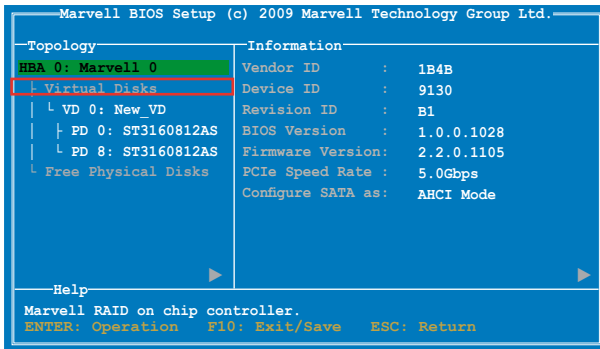 Marvell BIOS Setup (c) 2009 Marvell Technology Group Ltd.
Topology
HBA 0: Marvell 0
Virtual Disks
VD 0: New_VD
PD 0: ST3160812AS
PD 8: ST3160812AS
Free Physical Disks
Information
Vendor ID : 1B4B
Device ID : 9130
Revision ID : B1
BIOS Version : 1.0.0.1028
Firmware Version: 2.2.0.1105
PCIe Speed Rate : 5.0Gbps
Configure SATA as: AHCI Mode
Help
Marvell RAID on chip controller.
ENTER: Operation F10: Exit/Save ESC: Return